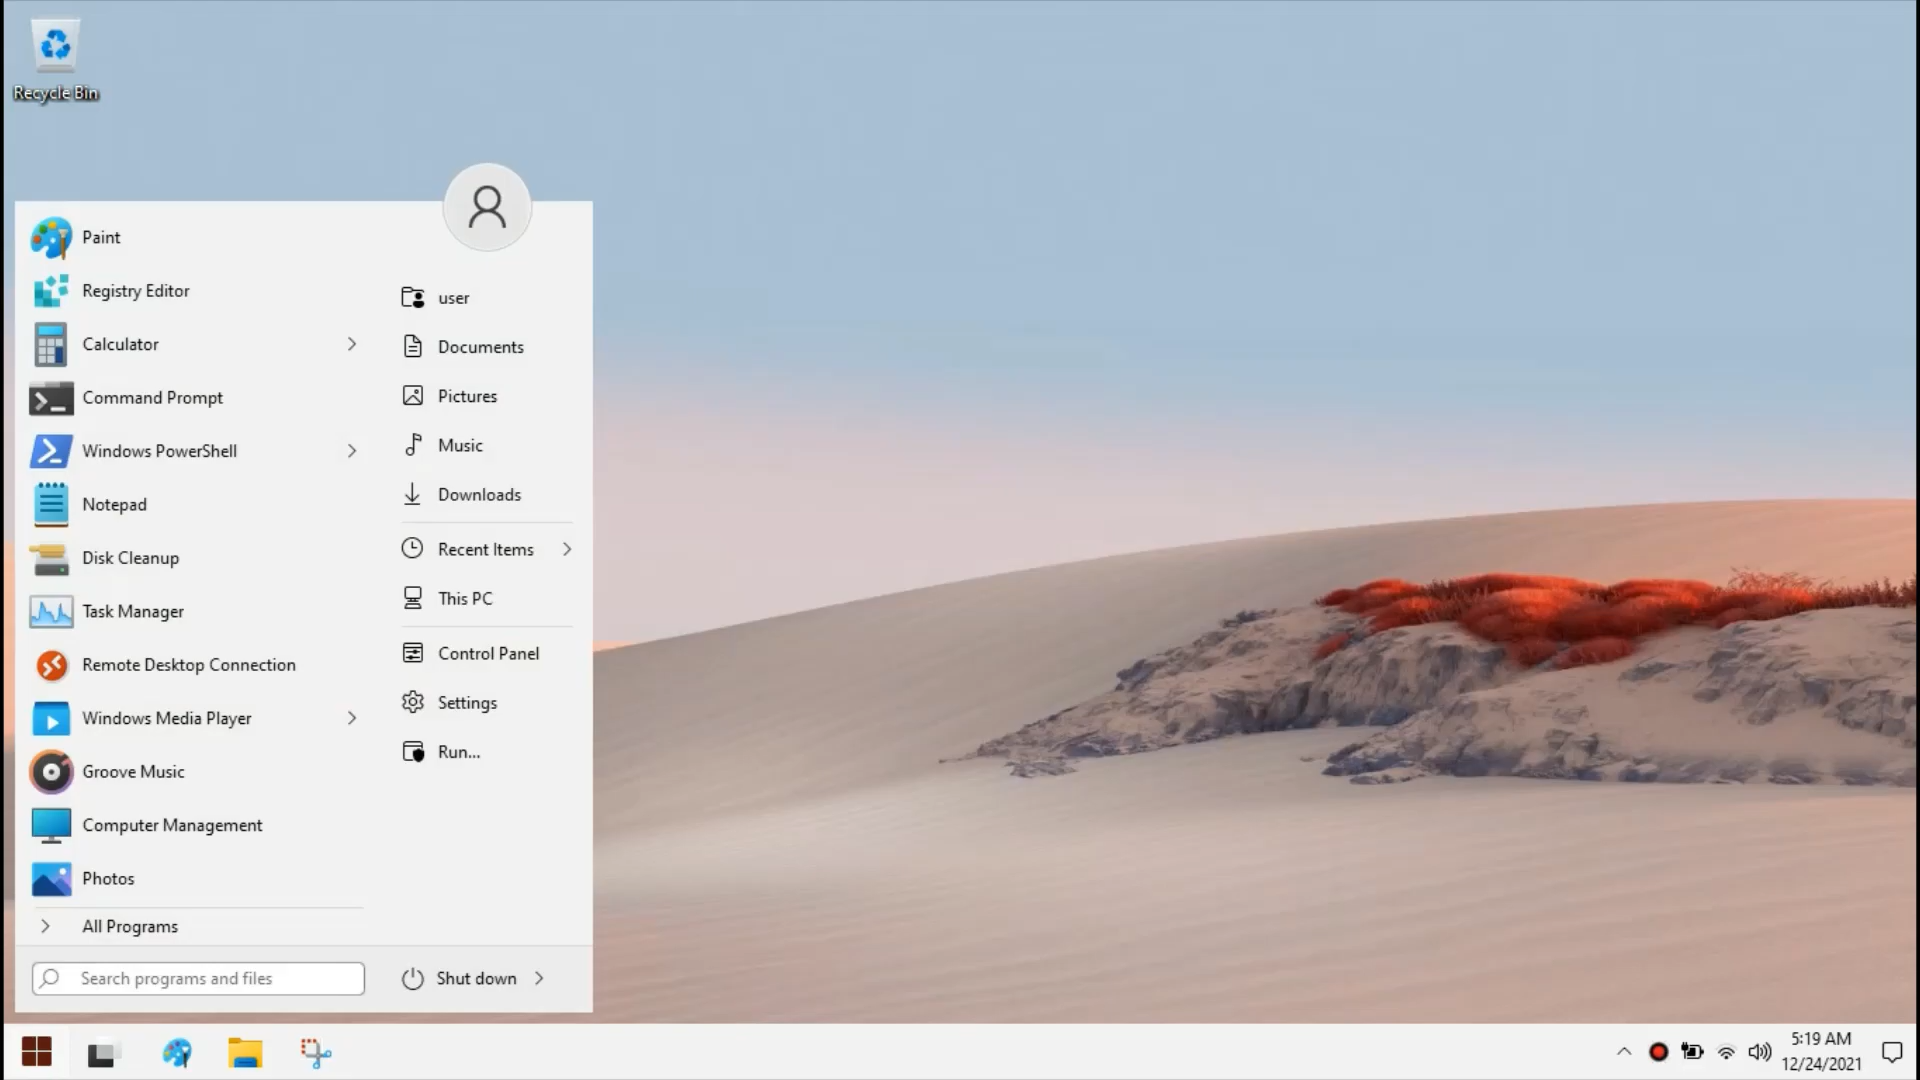 Recycle Bin
Paint
Registry Editor
Calculator
Command Prompt
Windows PowerShell
Notepad
Disk Cleanup
Task Manager
Remote Desktop Connection
Windows Media Player
Groove Music
Computer Management
Photos
All Programs
Search programs and files
user
Documents
Pictures
Music
Downloads
Recent Items
This PC
Control Panel
Settings
Run...
Shut down
5:19 AM
12/24/2021